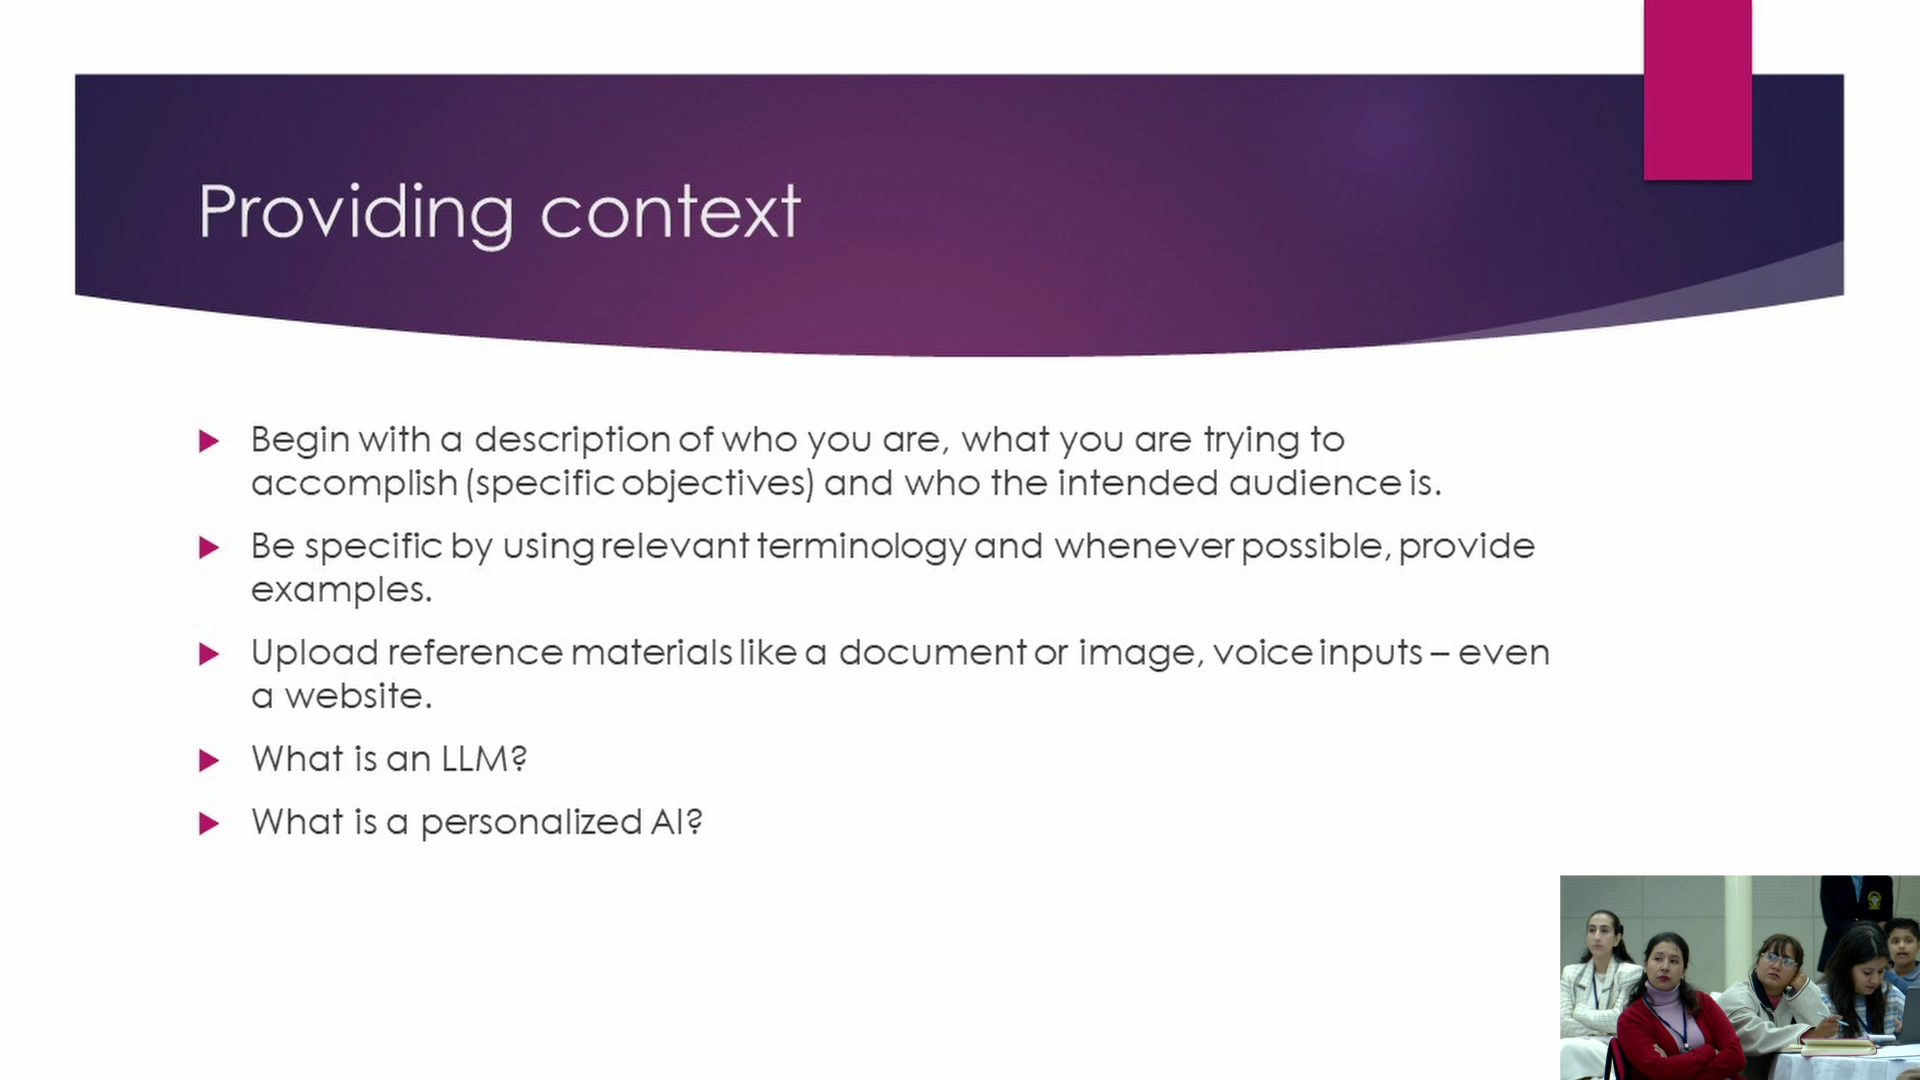 Providing context
Begin with a description of who you are, what you are trying to
accomplish (specific objectives) and who the intended audience is.
Be specific by using relevant terminology and whenever possible, provide
examples.
Upload reference materials like a document or image, voice inputs – even
a website.
What is an LLM?
What is a personalized AI?